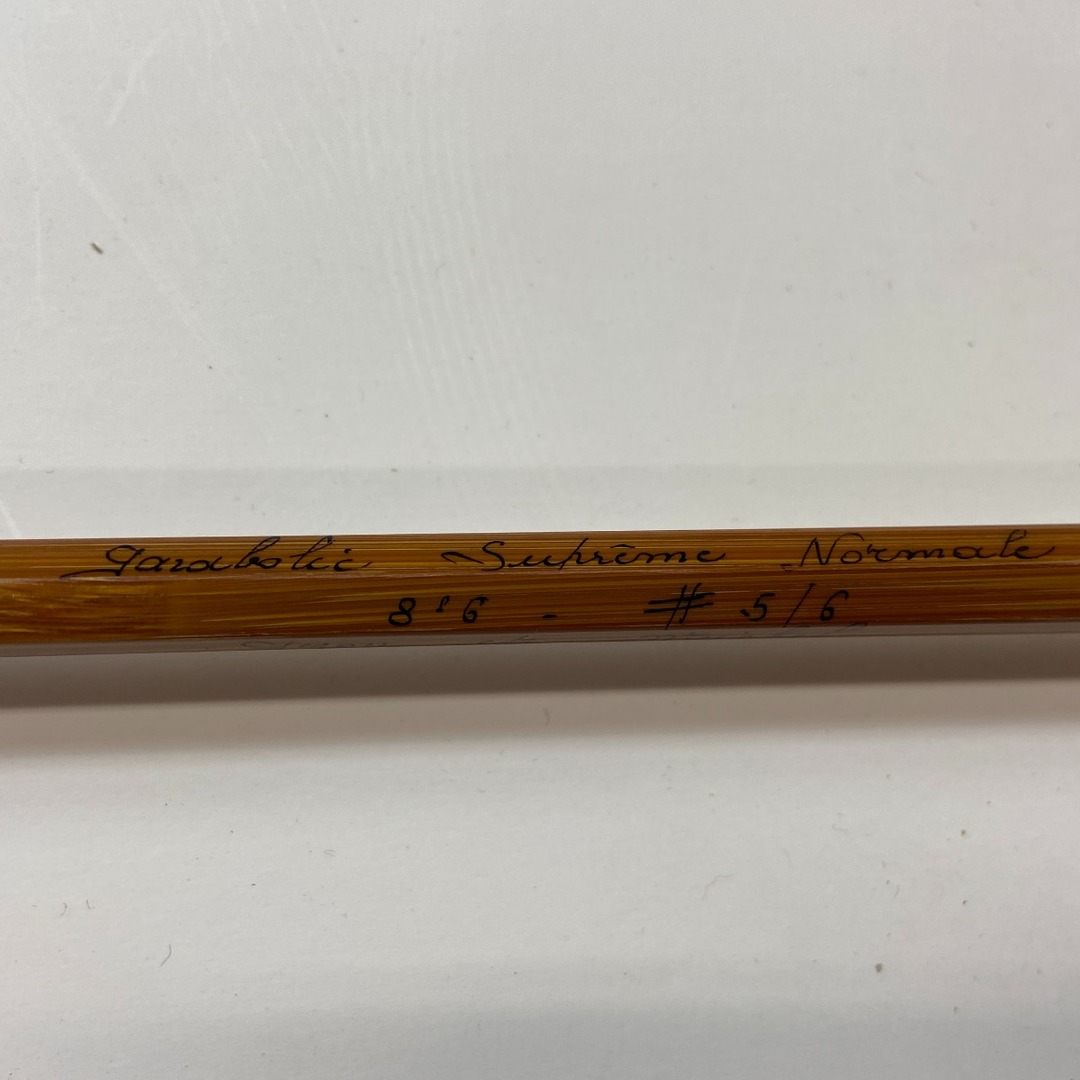 Parabolic Suprême Normale
8'6 - # 5/6